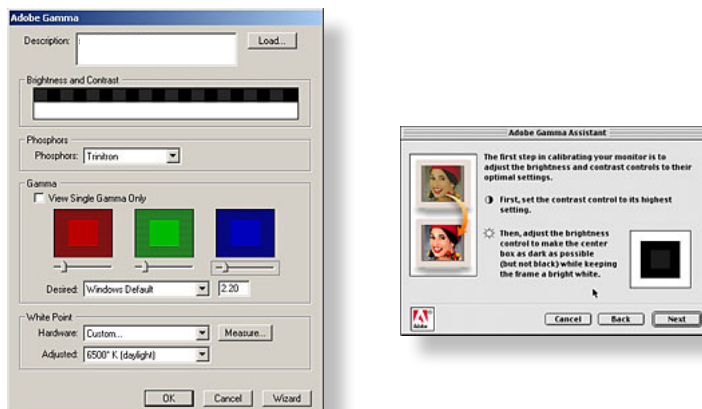 Adobe Gamma
Description:
Load...
Brightness and Contrast
Phosphors
Phosphors: Trinitron
Gamma
View Single Gamma Only
Desired: Windows Default 2.20
White Point
Hardware: Custom... Measure...
Adjusted: 6500° K (daylight)
OK Cancel Wizard
Adobe Gamma Assistant
The first step in calibrating your monitor is to
adjust the brightness and contrast controls to their
optimal settings.
First, set the contrast control to its highest
setting.
Then, adjust the brightness
control to make the center
box as dark as possible
(but not black) while keeping
the frame a bright white.
Adobe
Cancel Back Next